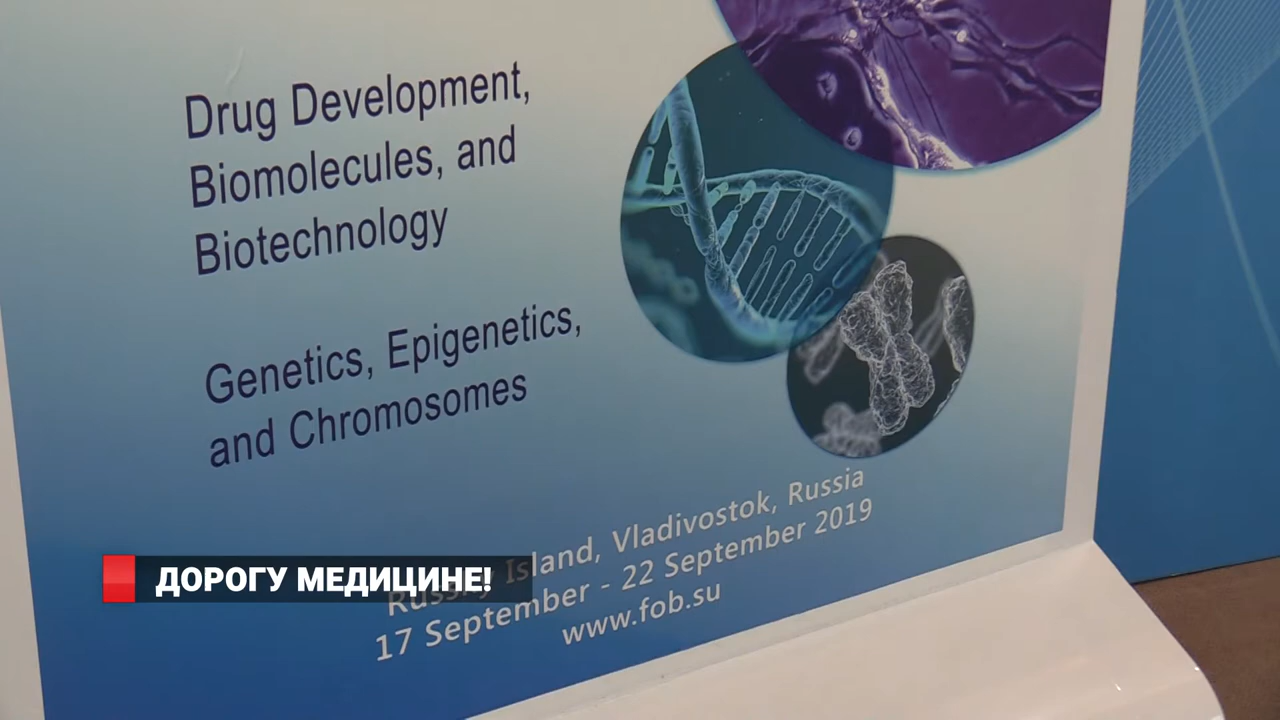 Drug Development,
Biomolecules, and
Biotechnology
Genetics, Epigenetics,
and Chromosomes
Russky Island, Vladivostok, Russia
17 September - 22 September 2019
www.fob.su
ДОРОГУ МЕДИЦИНЕ!